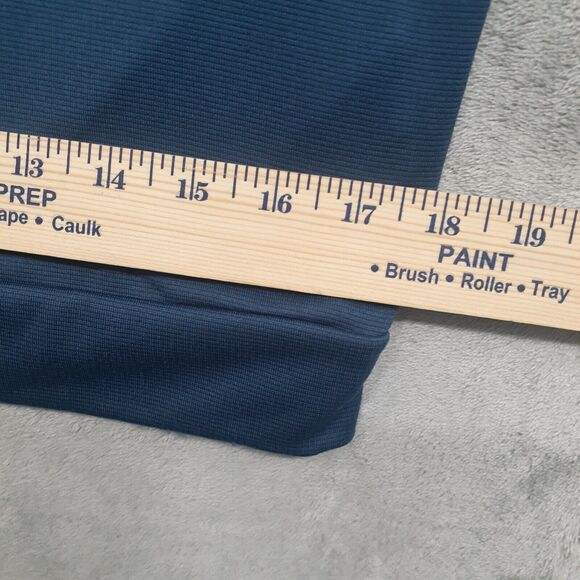 13 14 15 16 17 18 19
PREP
ape • Caulk
PAINT
• Brush • Roller • Tray